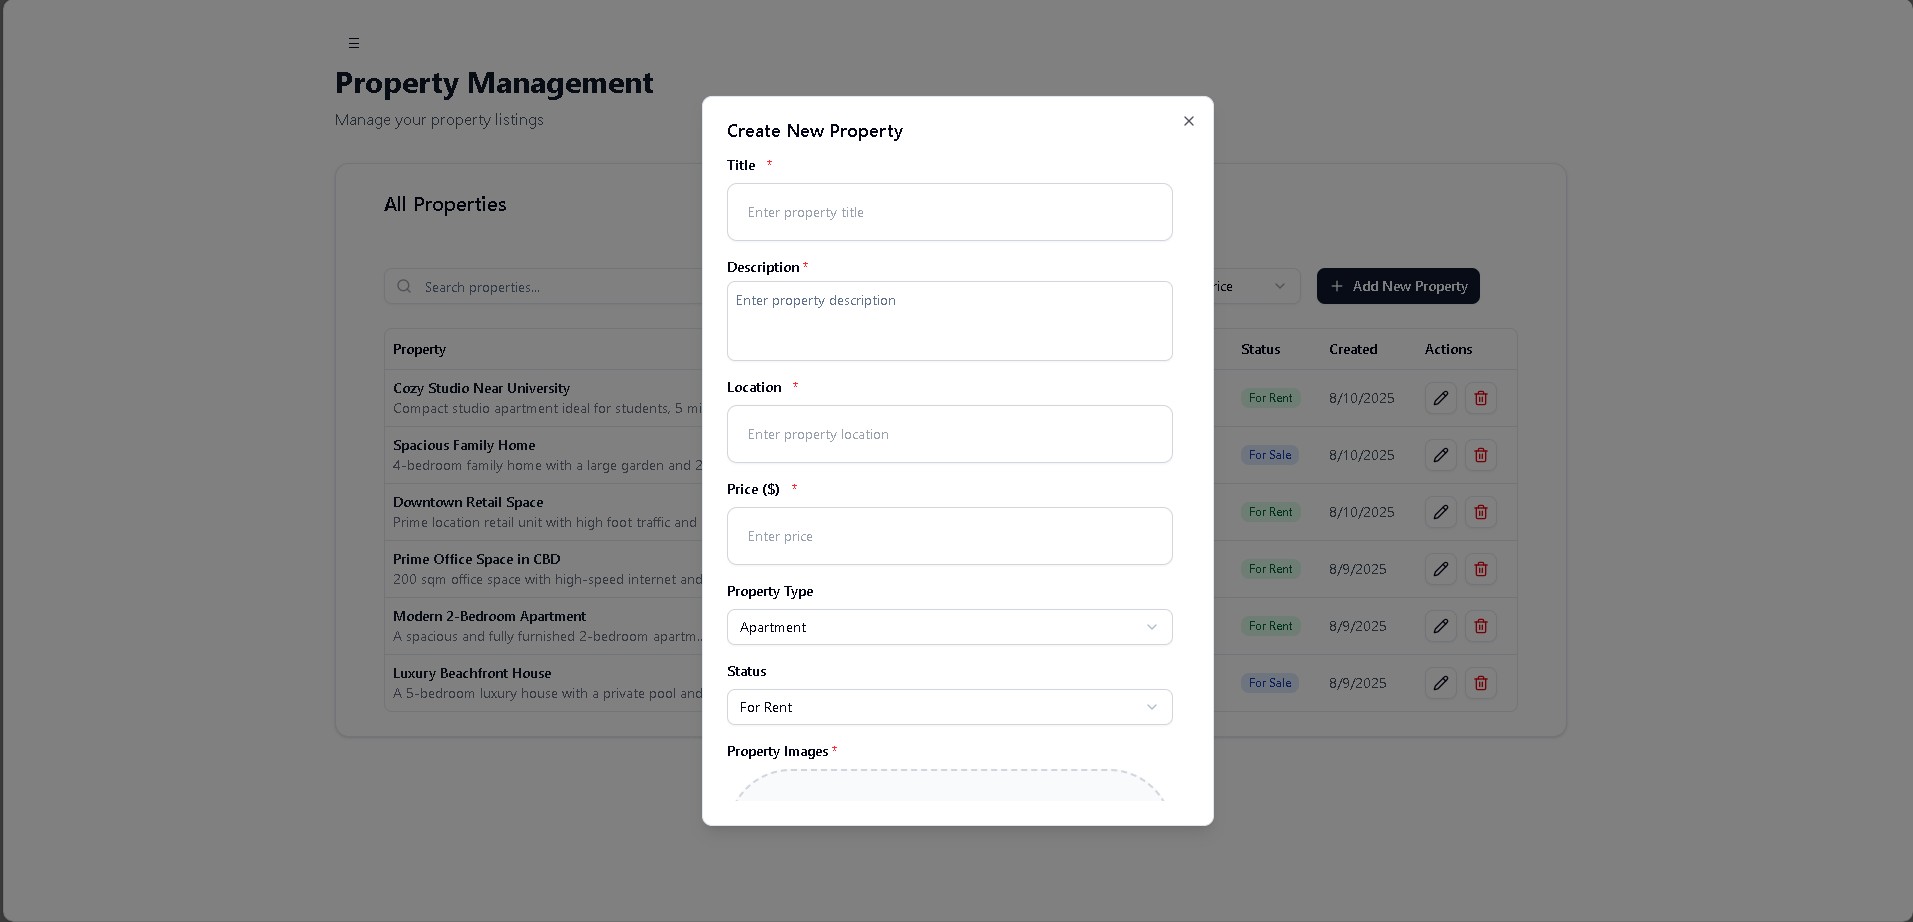 Property Management
Manage your property listings
All Properties
Search properties...
rice
+ Add New Property
Property
Status
Created
Actions
Cozy Studio Near University
Compact studio apartment ideal for students, 5 mi
For Rent
8/10/2025
Spacious Family Home
4-bedroom family home with a large garden and 2
For Sale
8/10/2025
Downtown Retail Space
Prime location retail unit with high foot traffic and
For Rent
8/10/2025
Prime Office Space in CBD
200 sqm office space with high-speed internet and
For Rent
8/9/2025
Modern 2-Bedroom Apartment
A spacious and fully furnished 2-bedroom apartm...
For Rent
8/9/2025
Luxury Beachfront House
A 5-bedroom luxury house with a private pool and
For Sale
8/9/2025
Create New Property
Title *
Enter property title
Description *
Enter property description
Location *
Enter property location
Price ($) *
Enter price
Property Type
Apartment
Status
For Rent
Property Images *